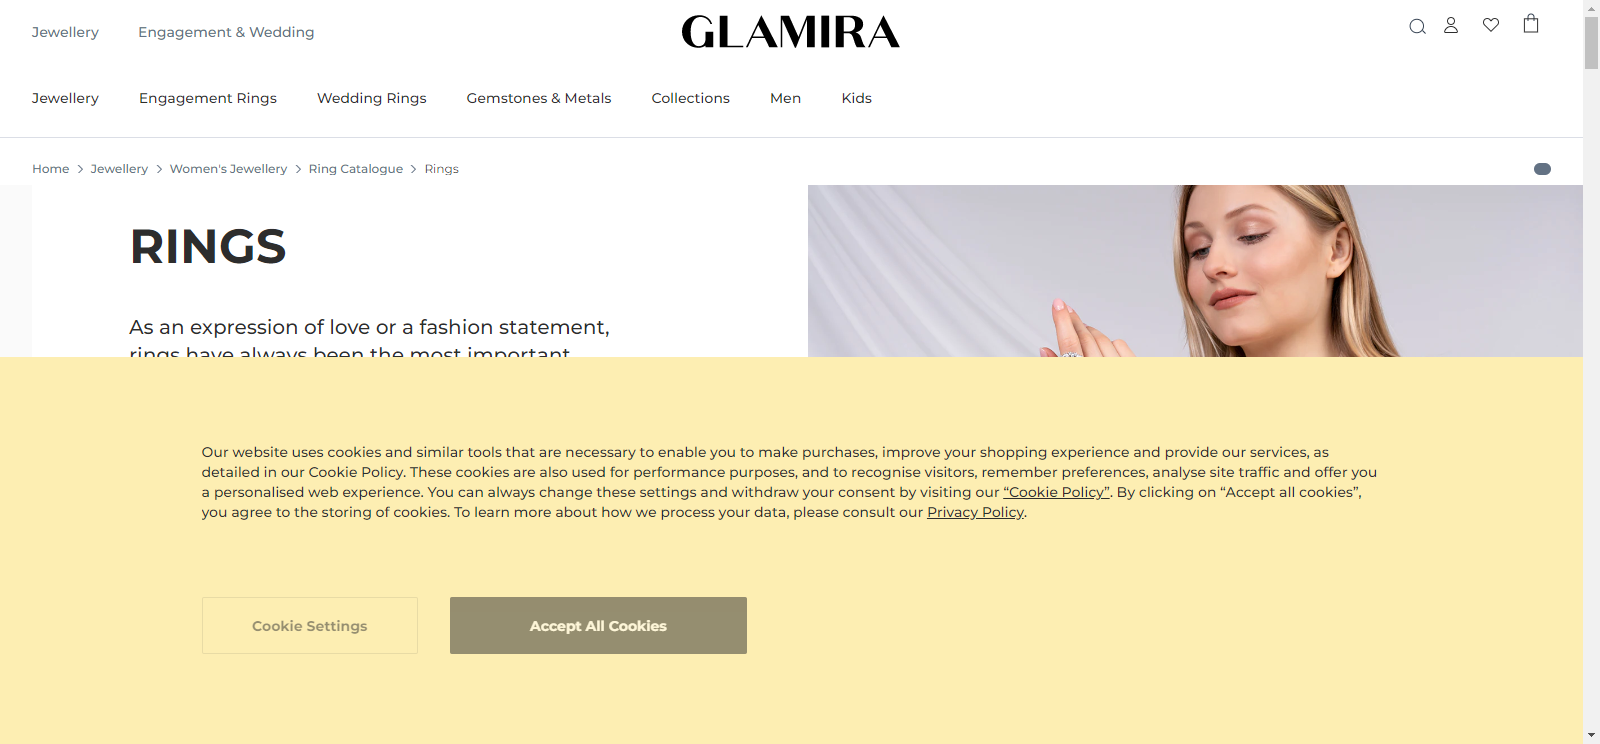 Jewellery
Engagement & Wedding
GLAMIRA
Jewellery
Engagement Rings
Wedding Rings
Gemstones & Metals
Collections
Men
Kids
Home > Jewellery > Women's Jewellery > Ring Catalogue > Rings
RINGS
As an expression of love or a fashion statement,
rings have always been the most important
Our website uses cookies and similar tools that are necessary to enable you to make purchases, improve your shopping experience and provide our services, as
detailed in our Cookie Policy. These cookies are also used for performance purposes, and to recognise visitors, remember preferences, analyse site traffic and offer you
a personalised web experience. You can always change these settings and withdraw your consent by visiting our “Cookie Policy”. By clicking on “Accept all cookies”,
you agree to the storing of cookies. To learn more about how we process your data, please consult our Privacy Policy.
Cookie Settings
Accept All Cookies